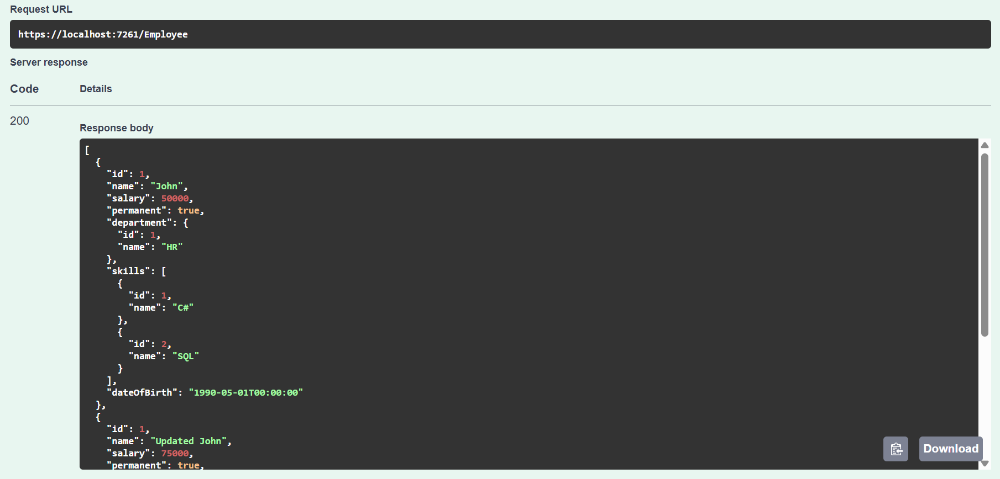 Request URL
https://localhost:7261/Employee
Server response
Code Details
200
Response body
[
  {
    "id": 1,
    "name": "John",
    "salary": 50000,
    "permanent": true,
    "department": {
      "id": 1,
      "name": "HR"
    },
    "skills": [
      {
        "id": 1,
        "name": "C#"
      },
      {
        "id": 2,
        "name": "SQL"
      }
    ],
    "dateOfBirth": "1990-05-01T00:00:00"
  },
  {
    "id": 1,
    "name": "Updated John",
    "salary": 75000,
    "permanent": true,
Download